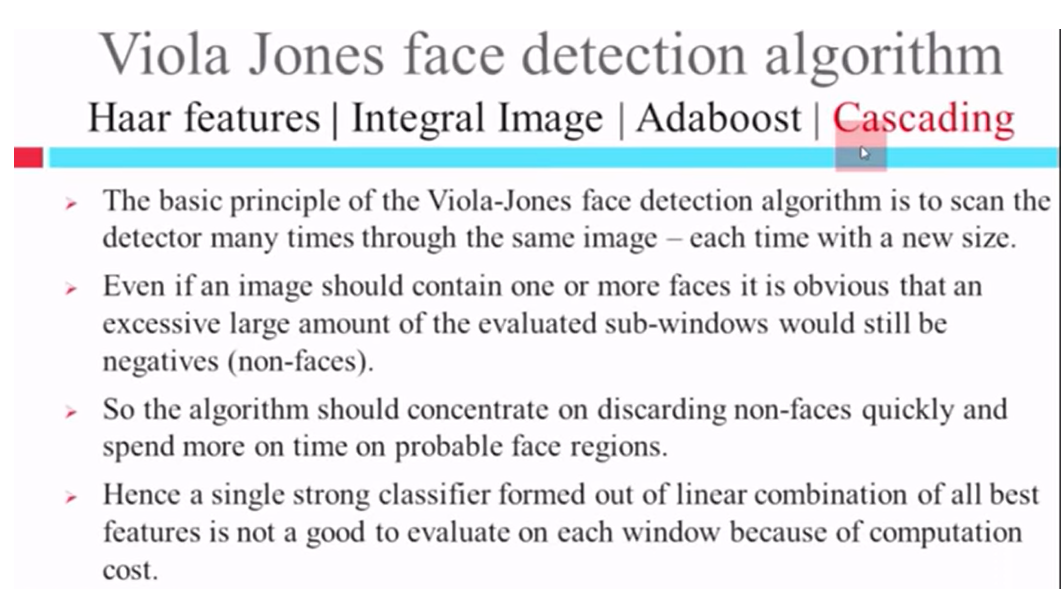 Viola Jones face detection algorithm
Haar features | Integral Image | Adaboost | Cascading
The basic principle of the Viola-Jones face detection algorithm is to scan the
detector many times through the same image – each time with a new size.
Even if an image should contain one or more faces it is obvious that an
excessive large amount of the evaluated sub-windows would still be
negatives (non-faces).
So the algorithm should concentrate on discarding non-faces quickly and
spend more on time on probable face regions.
Hence a single strong classifier formed out of linear combination of all best
features is not a good to evaluate on each window because of computation
cost.